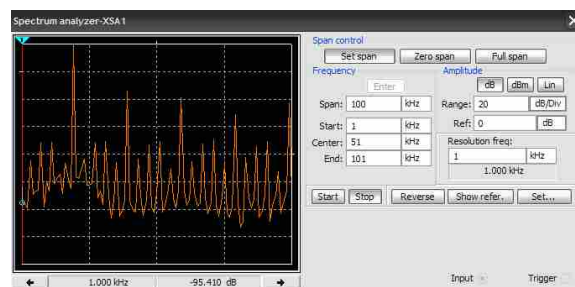 Spectrum analyzer-XSA1
Span control
Set span Zero span Full span
Frequency
Enter
Span: 100 kHz
Start: 1 kHz
Center: 51 kHz
End: 101 kHz
Amplitude
dB dBm Lin
Range: 20 dB/Div
Ref: 0 dB
Resolution freq:
1 kHz
1.000 kHz
Start Stop Reverse Show refer. Set...
1.000 kHz -95.410 dB
Input Trigger